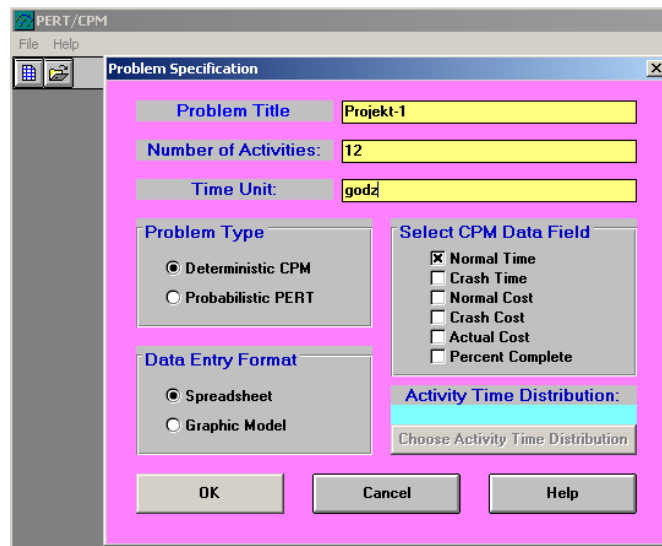 PERT/CPM
File Help
Problem Specification
Problem Title
Projekt-1
Number of Activities:
12
Time Unit:
godz
Problem Type
Deterministic CPM
Probabilistic PERT
Select CPM Data Field
Normal Time
Crash Time
Normal Cost
Crash Cost
Actual Cost
Percent Complete
Data Entry Format
Spreadsheet
Graphic Model
Activity Time Distribution:
Choose Activity Time Distribution
OK
Cancel
Help